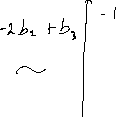 -2b₂ + b₃ | -1
~